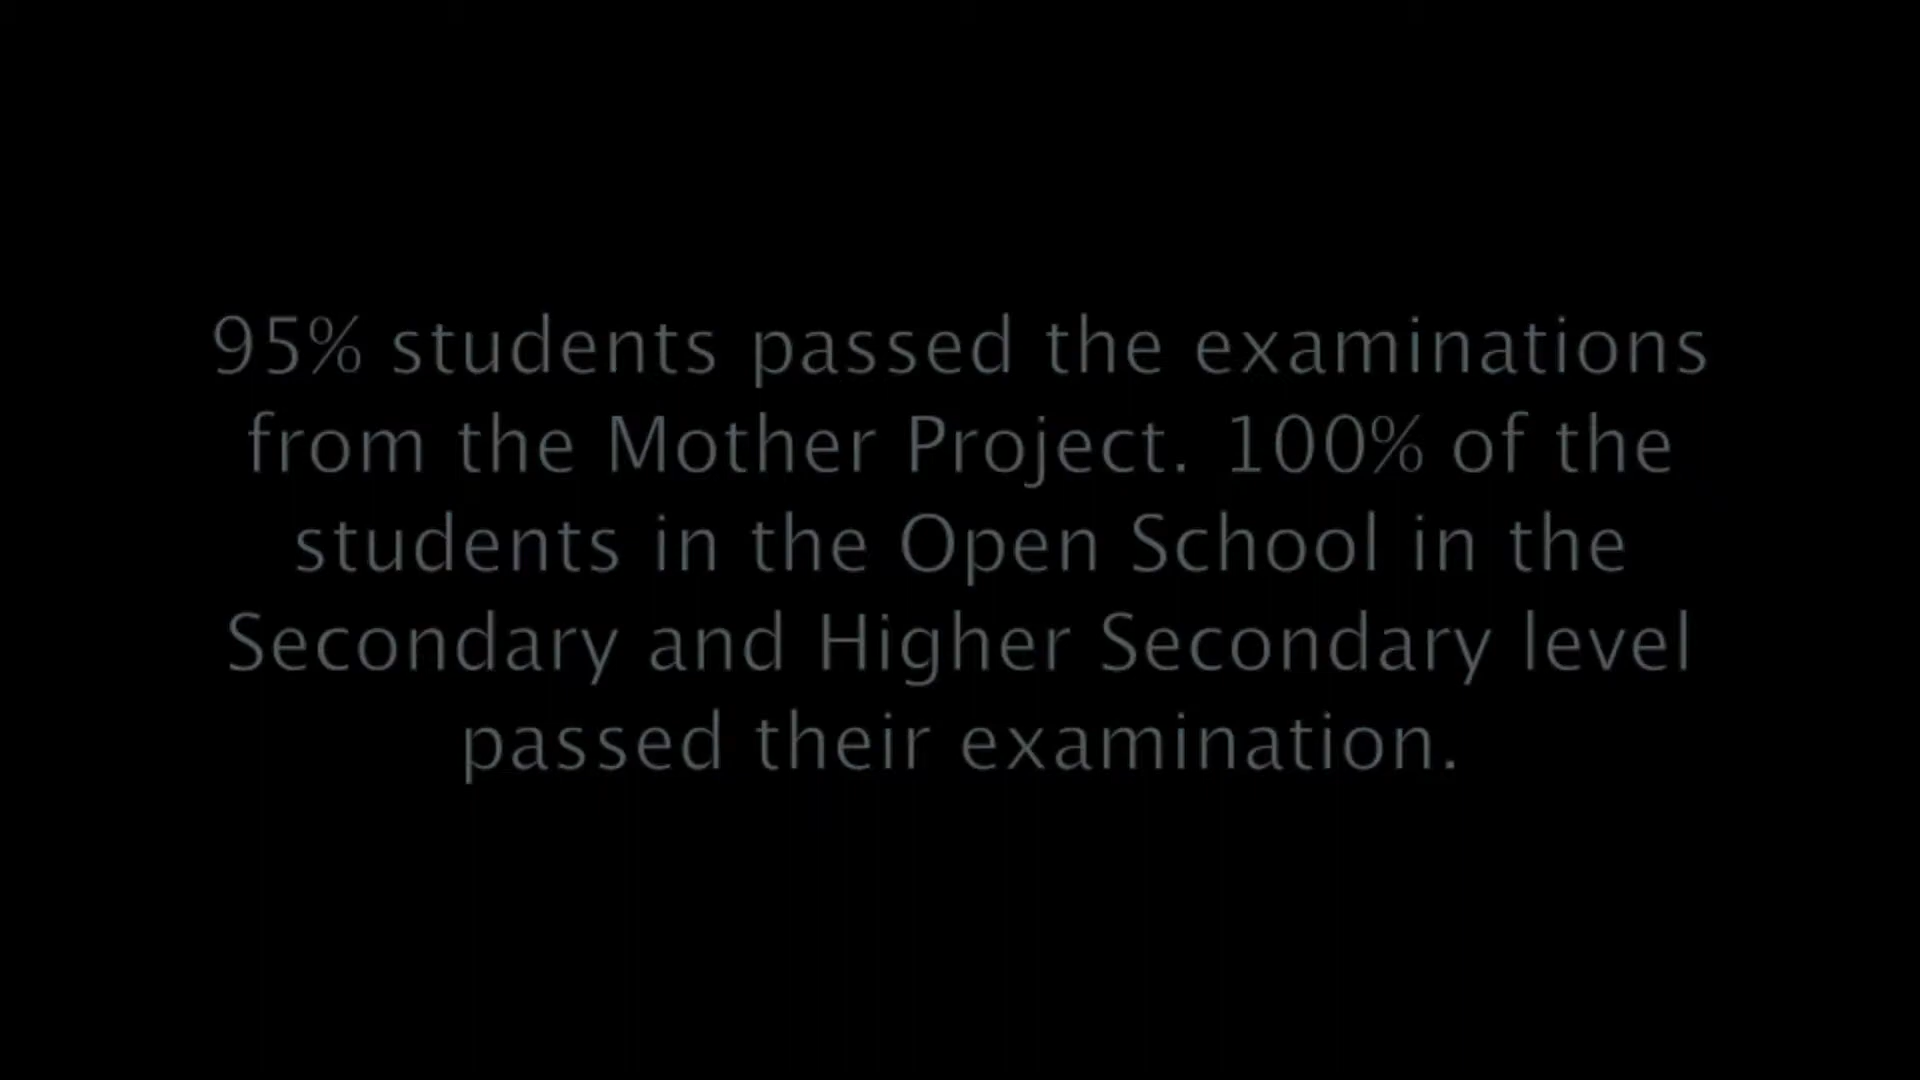 95% students passed the examinations
from the Mother Project. 100% of the
students in the Open School in the
Secondary and Higher Secondary level
passed their examination.